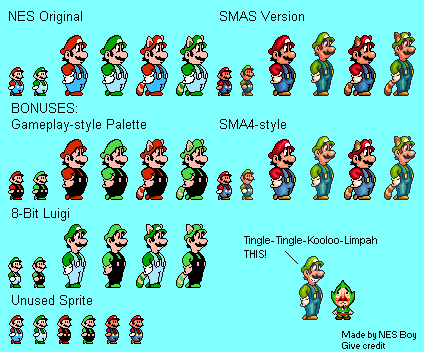 NES Original
SMAS Version
BONUSES:
Gameplay-style Palette
SMA4-style
8-Bit Luigi
Tingle-Tingle-Kooloo-Limpah
THIS!
Unused Sprite
Made by NES Boy
Give credit